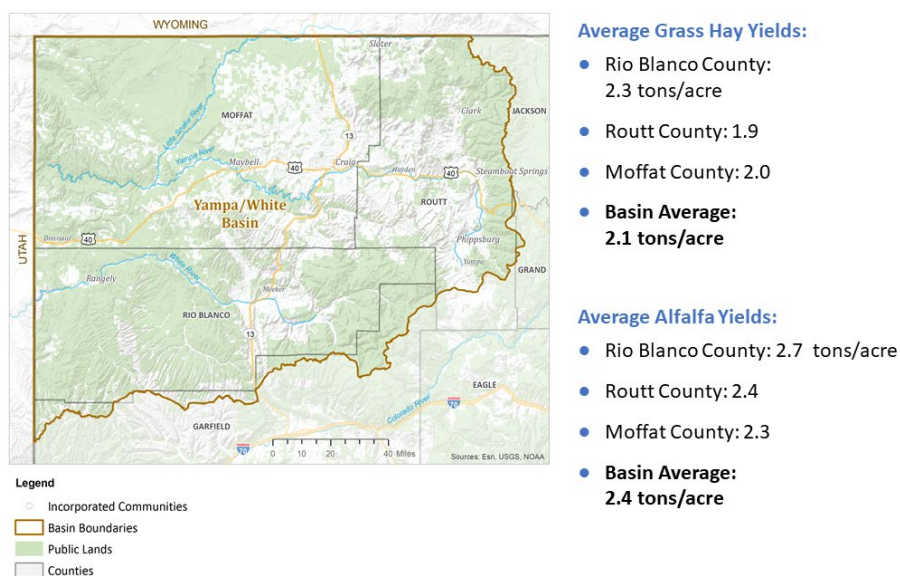 WYOMING
Slater
Clark
JACKSON
MOFFAT
Little Snake River
13
Yampa River
Maybell
40
Craig
Hayden
40
Steamboat Springs
ROUTT
Yampa/White
Basin
UTAH
Dinosaur
40
Phippsburg
Yampa
GRAND
Rangely
White River
Meeker
RIO BLANCO
13
EAGLE
Colorado River
70
GARFIELD
70
0 10 20 40 Miles
Sources: Esri, USGS, NOAA
Legend
Incorporated Communities
Basin Boundaries
Public Lands
Counties
Average Grass Hay Yields:
Rio Blanco County:
2.3 tons/acre
Routt County: 1.9
Moffat County: 2.0
Basin Average:
2.1 tons/acre
Average Alfalfa Yields:
Rio Blanco County: 2.7 tons/acre
Routt County: 2.4
Moffat County: 2.3
Basin Average:
2.4 tons/acre